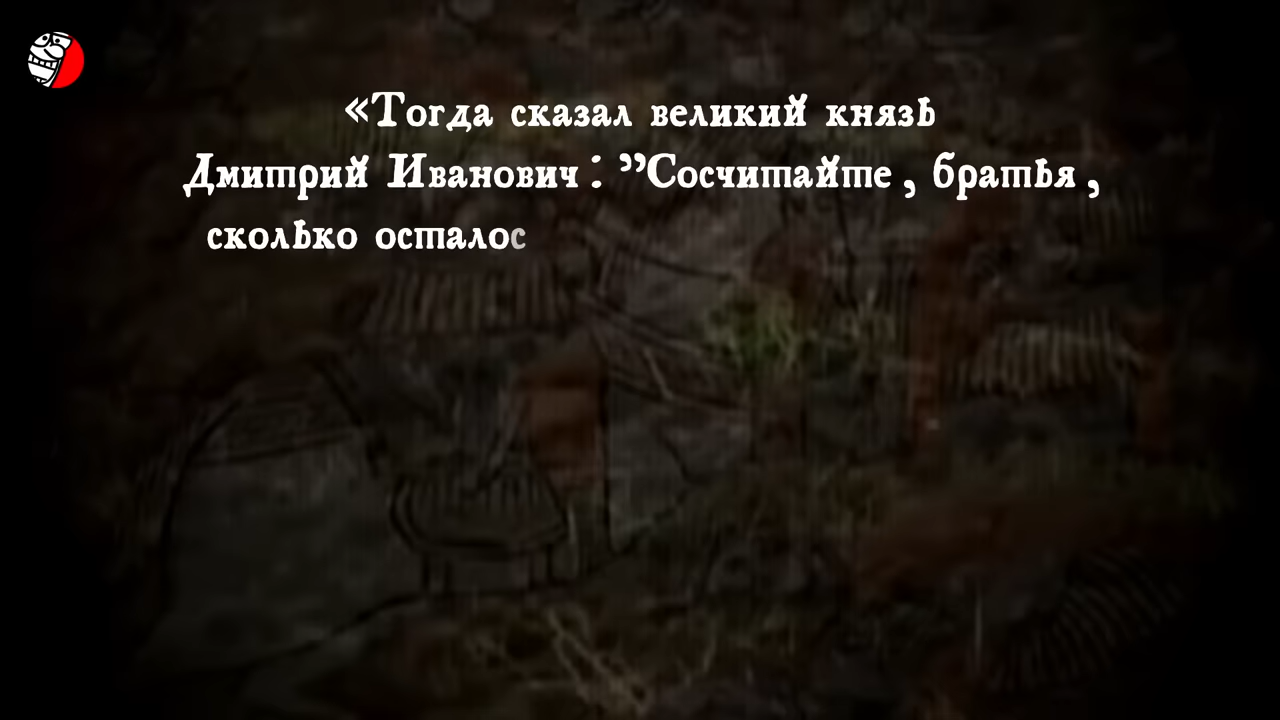 «Тогда сказал великий князь
Дмитрий Иванович: ”Сосчитайте, братья,
сколько осталос